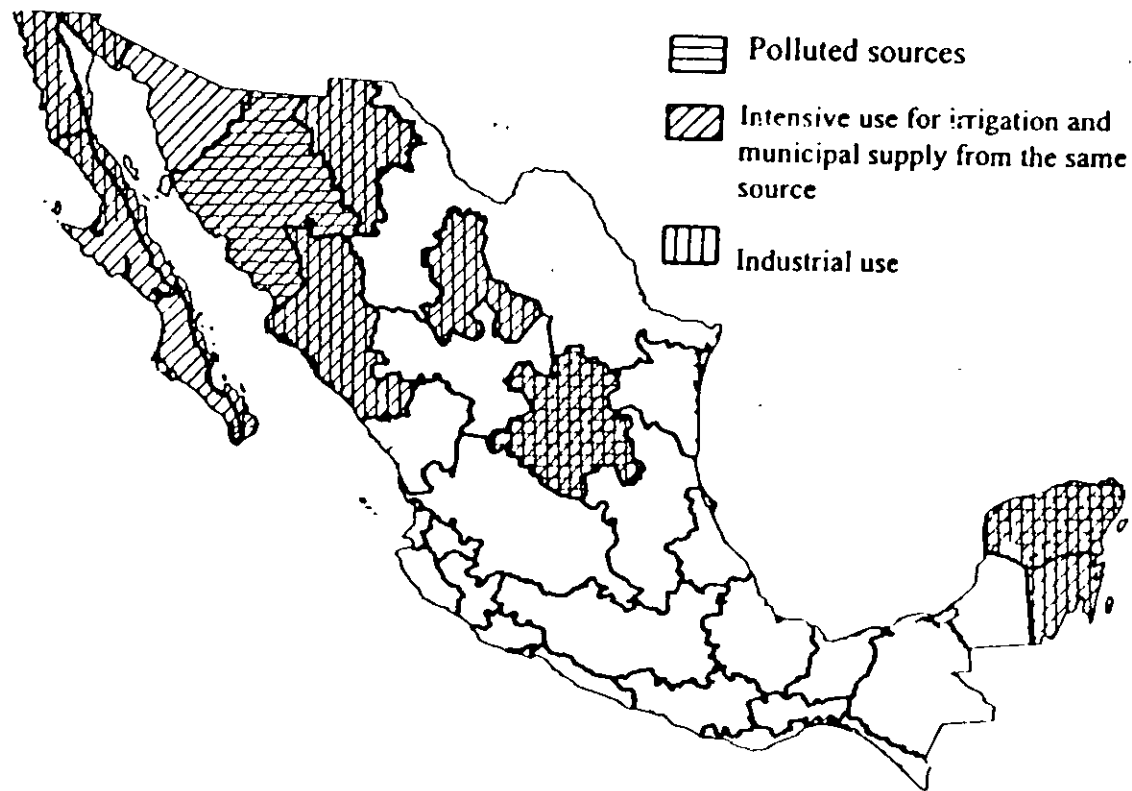 Polluted sources
Intensive use for irrigation and
municipal supply from the same
source
Industrial use